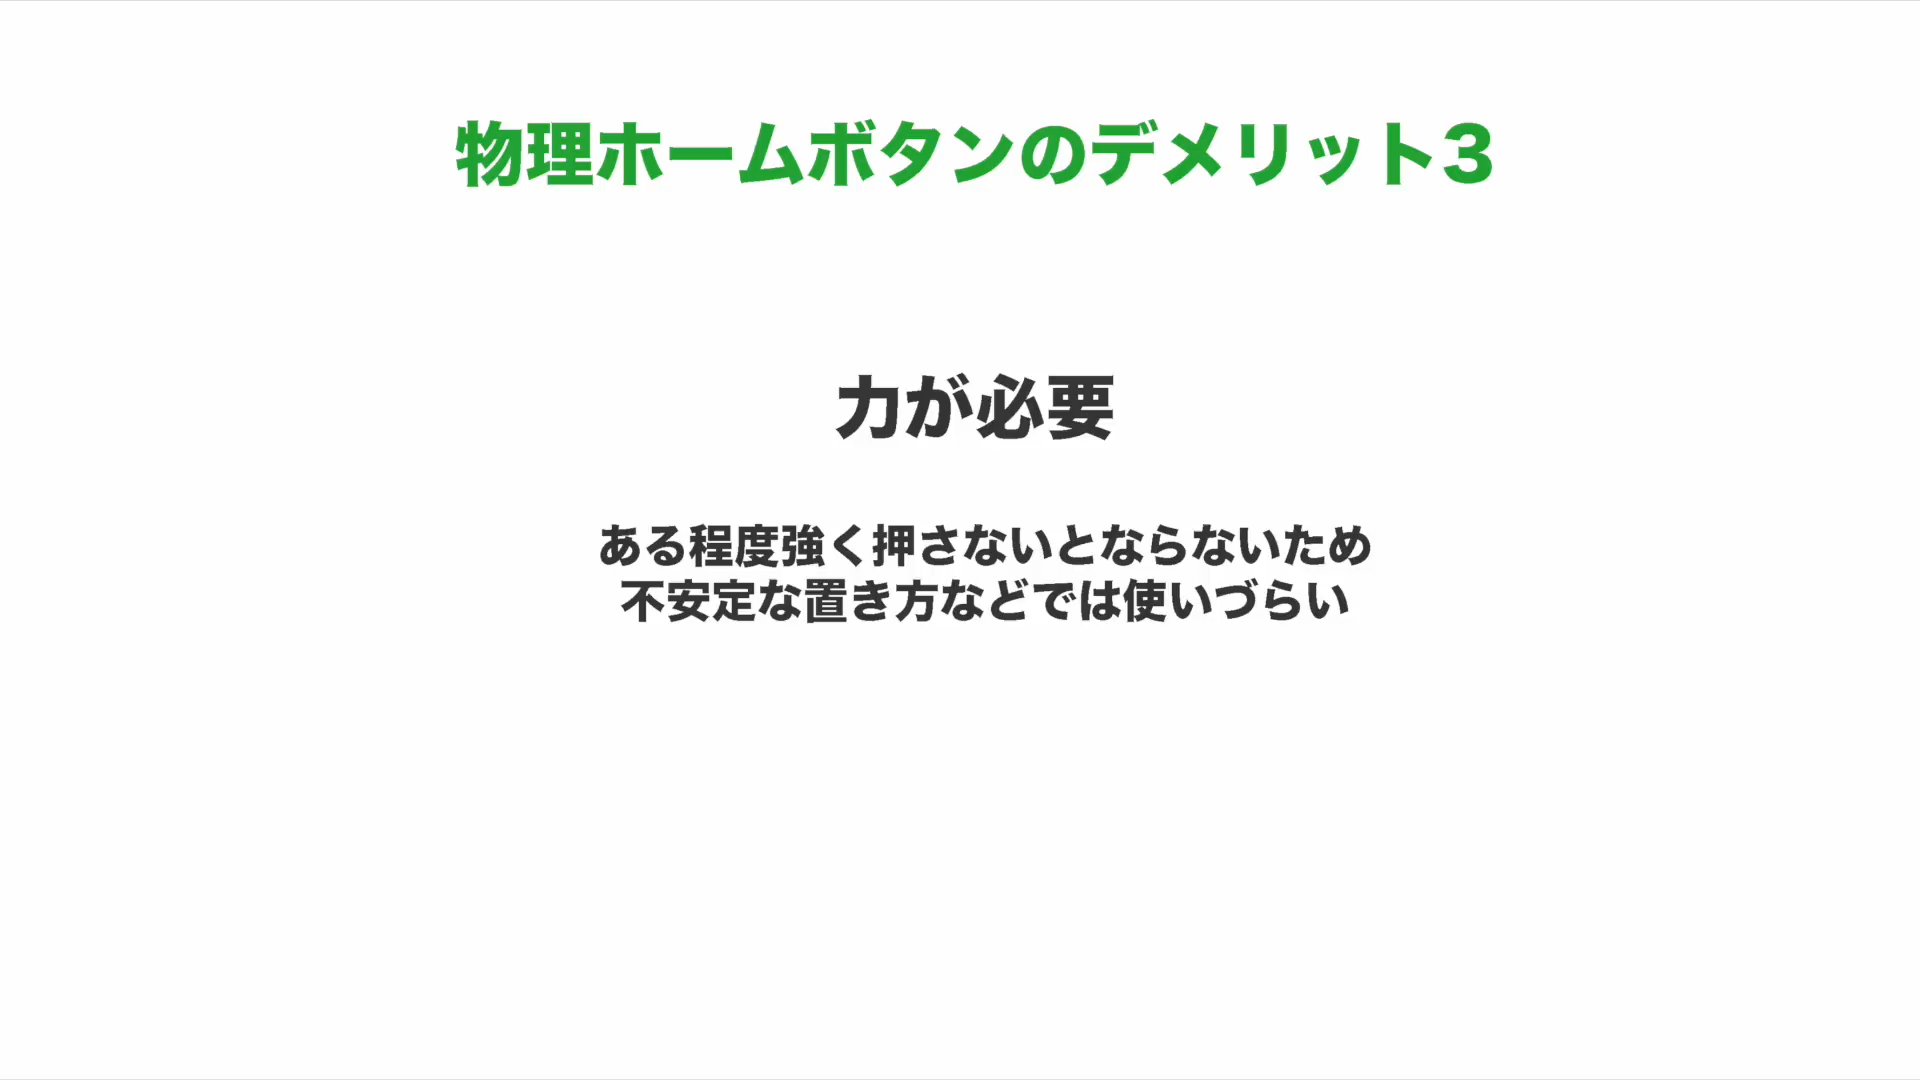 物理ホームボタンのデメリット３
力が必要
ある程度強く押さないとならないため
不安定な置き方などでは使いづらい